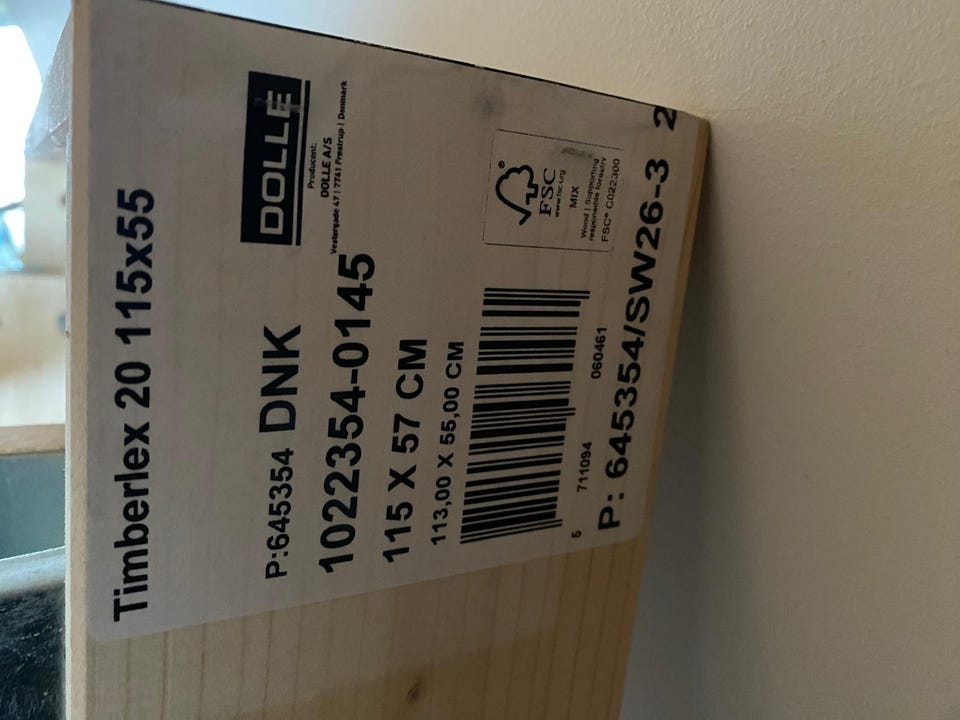 Timberlex 20 115x55
DOLLE
Producent:
DOLLE A/S
Vestergade 47 | 7741 Frøstrup | Denmark
P:645354 DNK
102354-0145
115 X 57 CM
113,00 X 55,00 CM
FSC
www.fsc.org
MIX
Wood | Supporting
responsible forestry
FSC® C022300
5 711094 060461
P: 645354/SW26-3 2